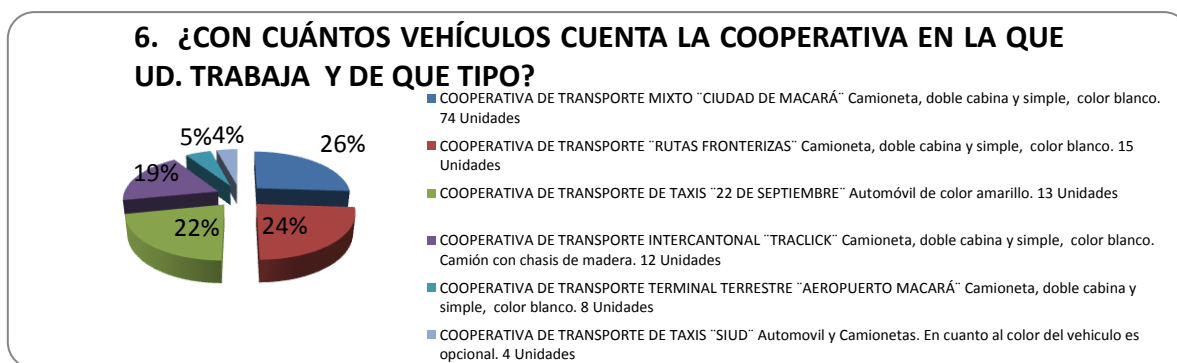 6. ¿CON CUÁNTOS VEHÍCULOS CUENTA LA COOPERATIVA EN LA QUE
UD. TRABAJA Y DE QUE TIPO?
COOPERATIVA DE TRANSPORTE MIXTO ¨CIUDAD DE MACARÁ¨ Camioneta, doble cabina y simple, color blanco.
74 Unidades
COOPERATIVA DE TRANSPORTE ¨RUTAS FRONTERIZAS¨ Camioneta, doble cabina y simple, color blanco. 15
Unidades
COOPERATIVA DE TRANSPORTE DE TAXIS ¨22 DE SEPTIEMBRE¨ Automóvil de color amarillo. 13 Unidades
COOPERATIVA DE TRANSPORTE INTERCANTONAL ¨TRACLICK¨ Camioneta, doble cabina y simple, color blanco.
Camión con chasis de madera. 12 Unidades
COOPERATIVA DE TRANSPORTE TERMINAL TERRESTRE ¨AEROPUERTO MACARÁ¨ Camioneta, doble cabina y
simple, color blanco. 8 Unidades
COOPERATIVA DE TRANSPORTE DE TAXIS ¨SIUD¨ Automovil y Camionetas. En cuanto al color del vehiculo es
opcional. 4 Unidades
26%
24%
22%
19%
5%
4%